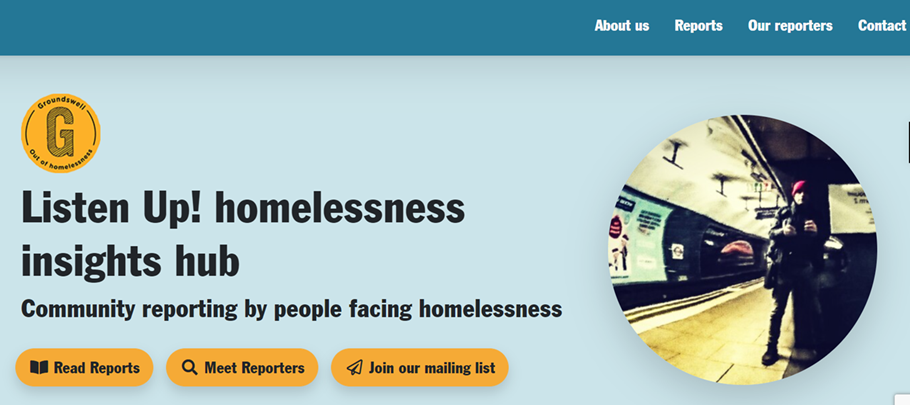 About us Reports Our reporters Contact
Groundswell
G
Out of homelessness
Listen Up! homelessness
insights hub
Community reporting by people facing homelessness
Read Reports Meet Reporters Join our mailing list